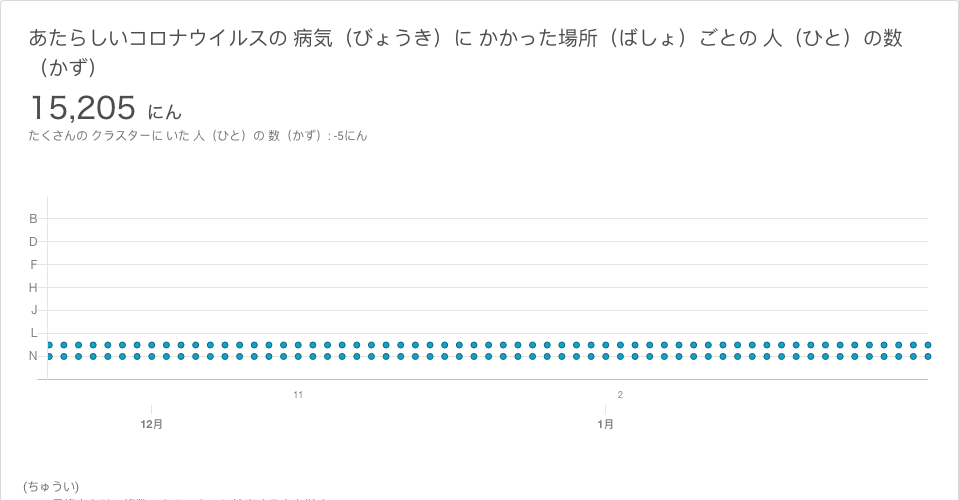 あたらしいコロナウイルスの 病気（びょうき）に かかった場所（ばしょ）ごとの 人（ひと）の数
（かず）
15,205 にん
たくさんの クラスターに いた 人（ひと）の 数（かず）: -5にん
B
D
F
H
J
L
N
11
2
12月
1月
(ちゅうい)